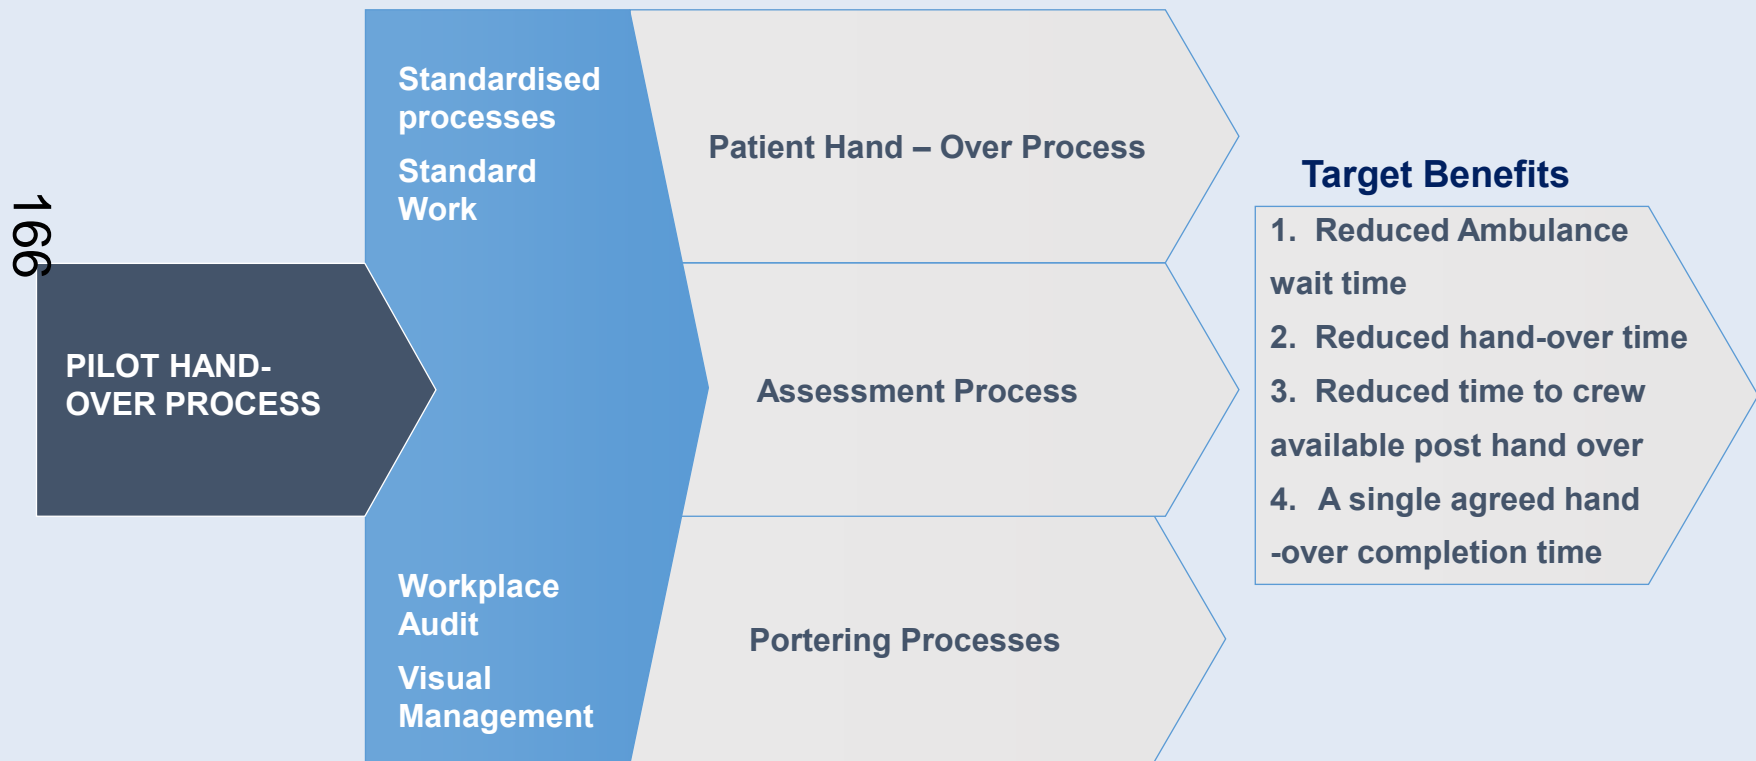 166
PILOT HAND-
OVER PROCESS
Standardised
processes
Standard
Work
Workplace
Audit
Visual
Management
Patient Hand – Over Process
Assessment Process
Portering Processes
Target Benefits
1. Reduced Ambulance
wait time
2. Reduced hand-over time
3. Reduced time to crew
available post hand over
4. A single agreed hand
-over completion time